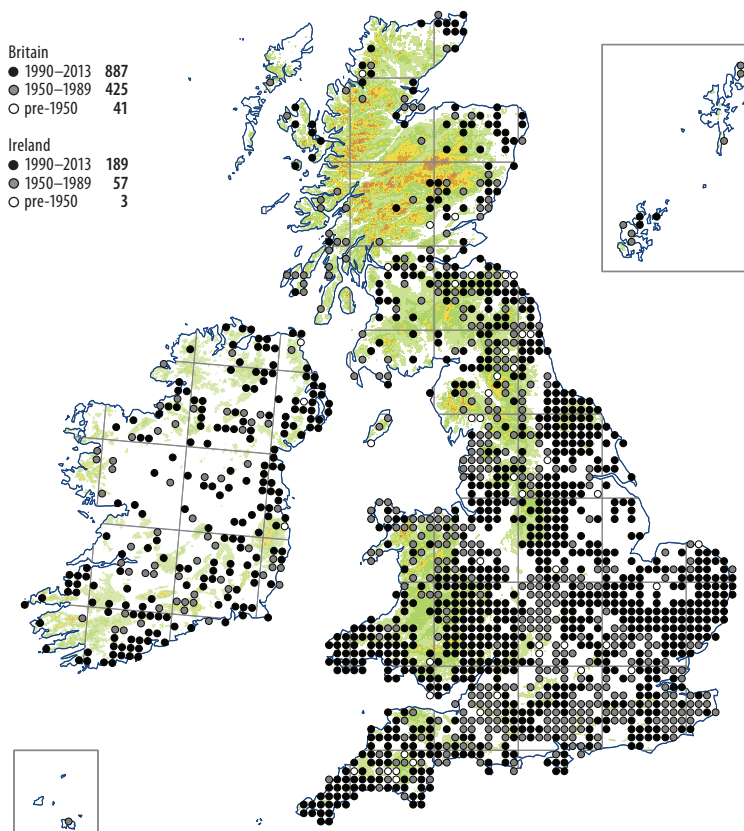 Britain
1990–2013 887
1950–1989 425
pre-1950 41
Ireland
1990–2013 189
1950–1989 57
pre-1950 3